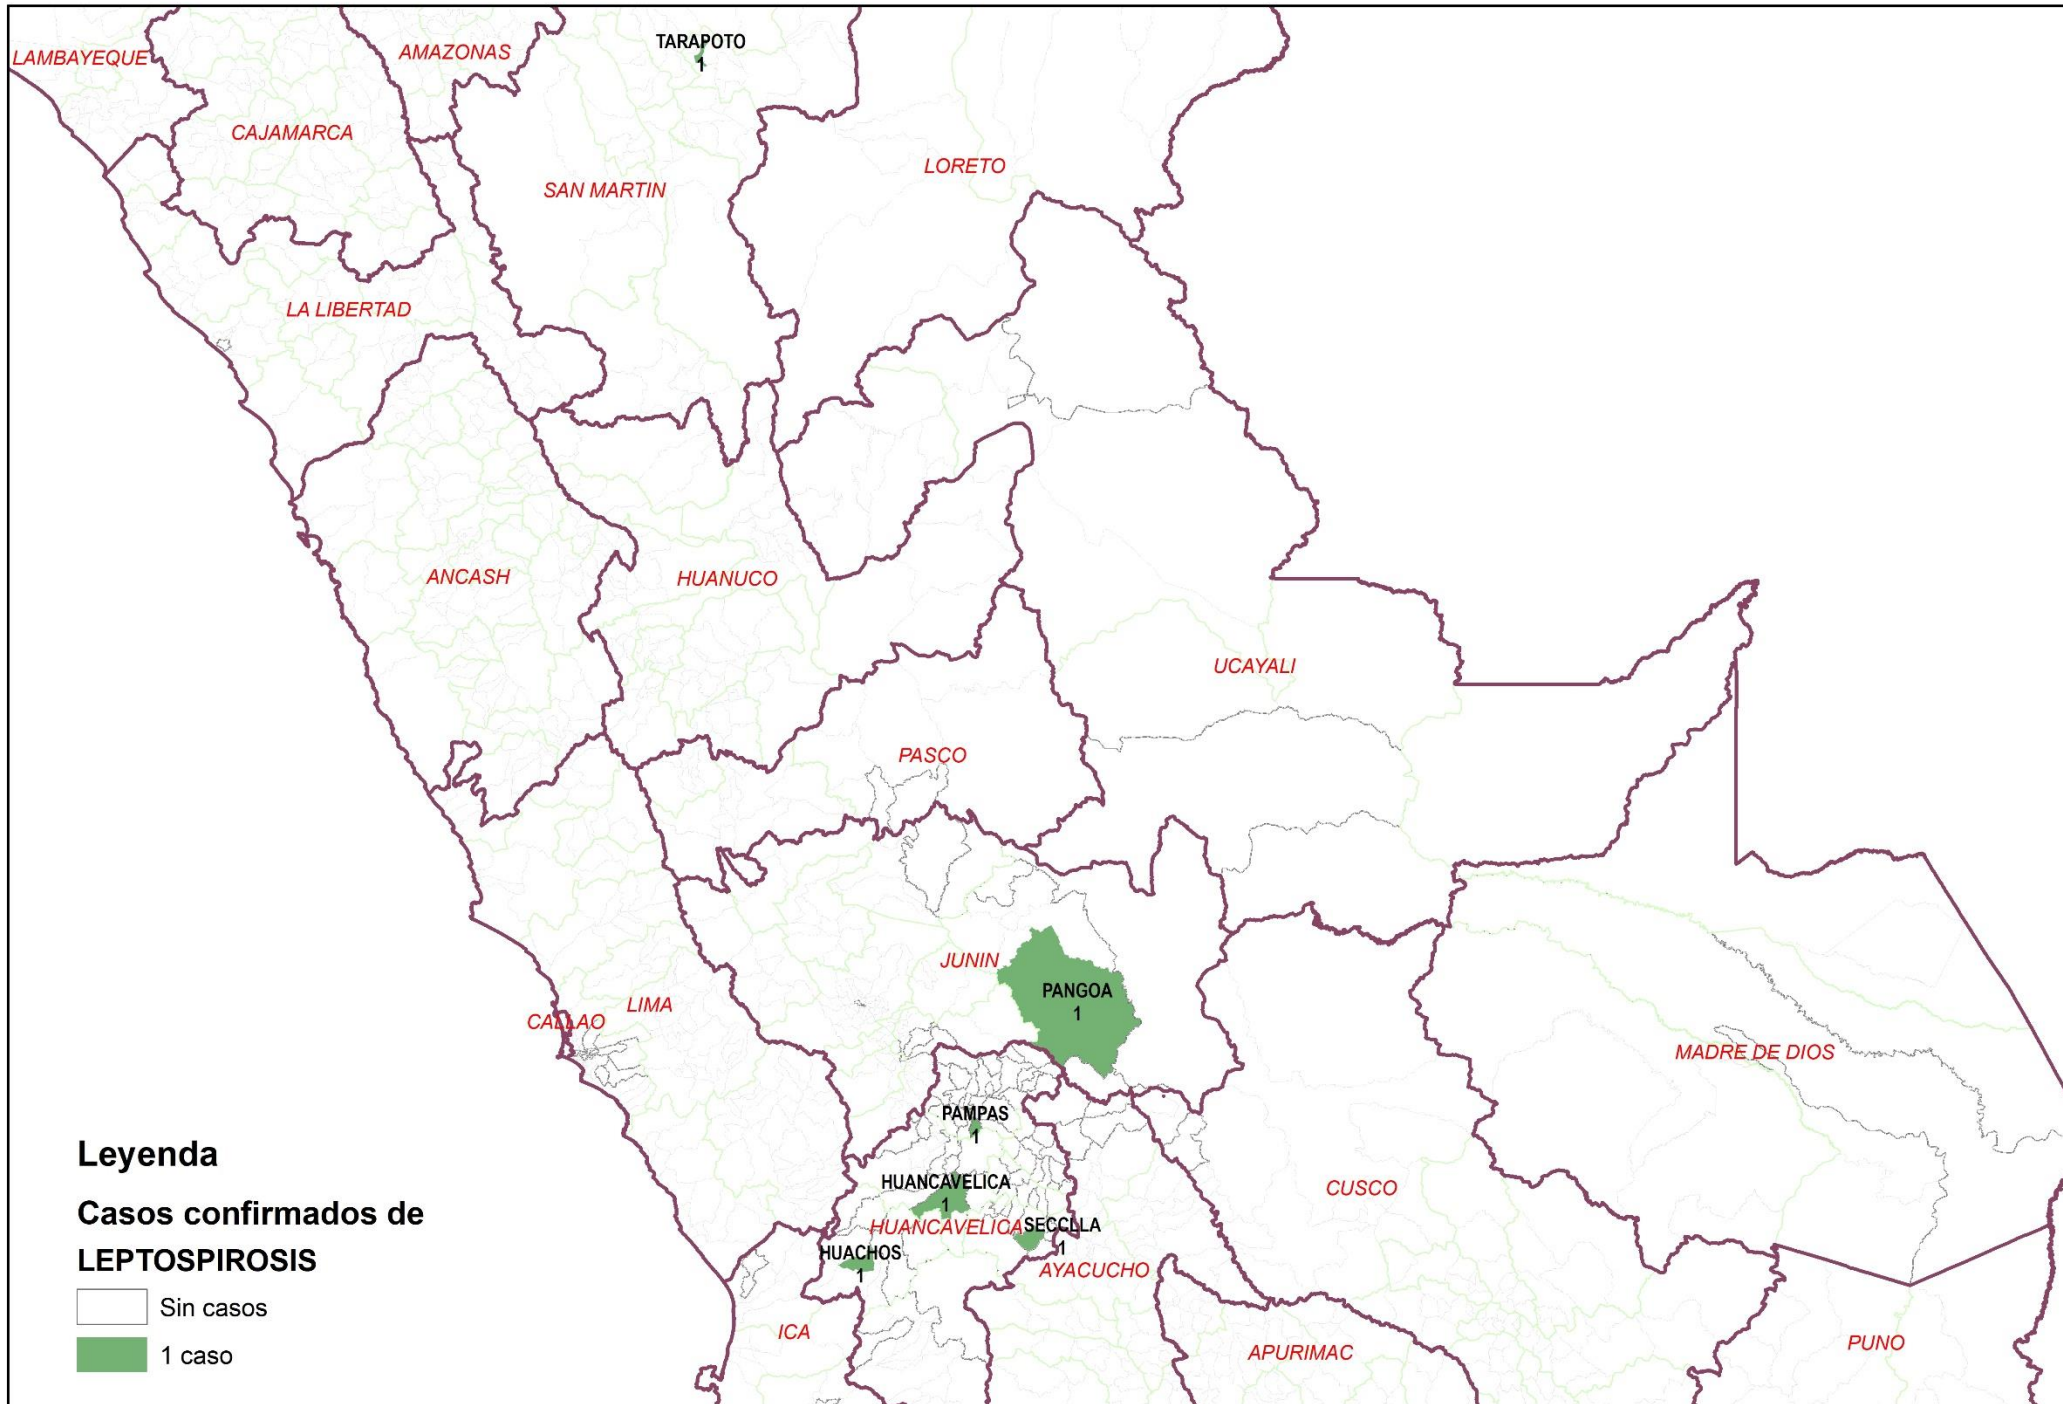 TARAPOTO
1
LAMBAYEQUE
AMAZONAS
CAJAMARCA
SAN MARTIN
LORETO
LA LIBERTAD
ANCASH
HUANUCO
UCAYALI
PASCO
JUNIN
PANGOA
1
LIMA
CALLAO
MADRE DE DIOS
PAMPAS
1
HUANCAVELICA
1
CUSCO
HUANCAVELICA
SECCLLA
1
HUACHOS
1
AYACUCHO
ICA
APURIMAC
PUNO
Leyenda
Casos confirmados de
LEPTOSPIROSIS
Sin casos
1 caso